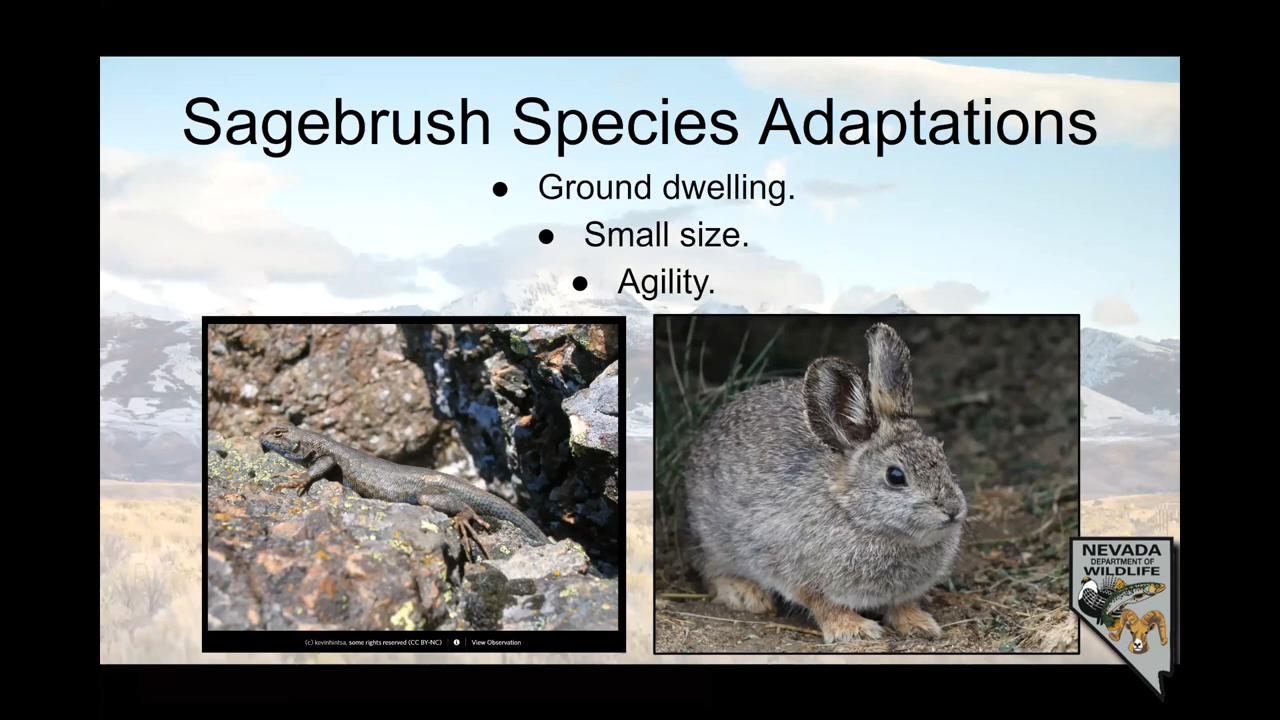 Sagebrush Species Adaptations
● Ground dwelling.
● Small size.
● Agility.
(c) kevinhintsa, some rights reserved (CC BY-NC) | View Observation
NEVADA
DEPARTMENT OF
WILDLIFE